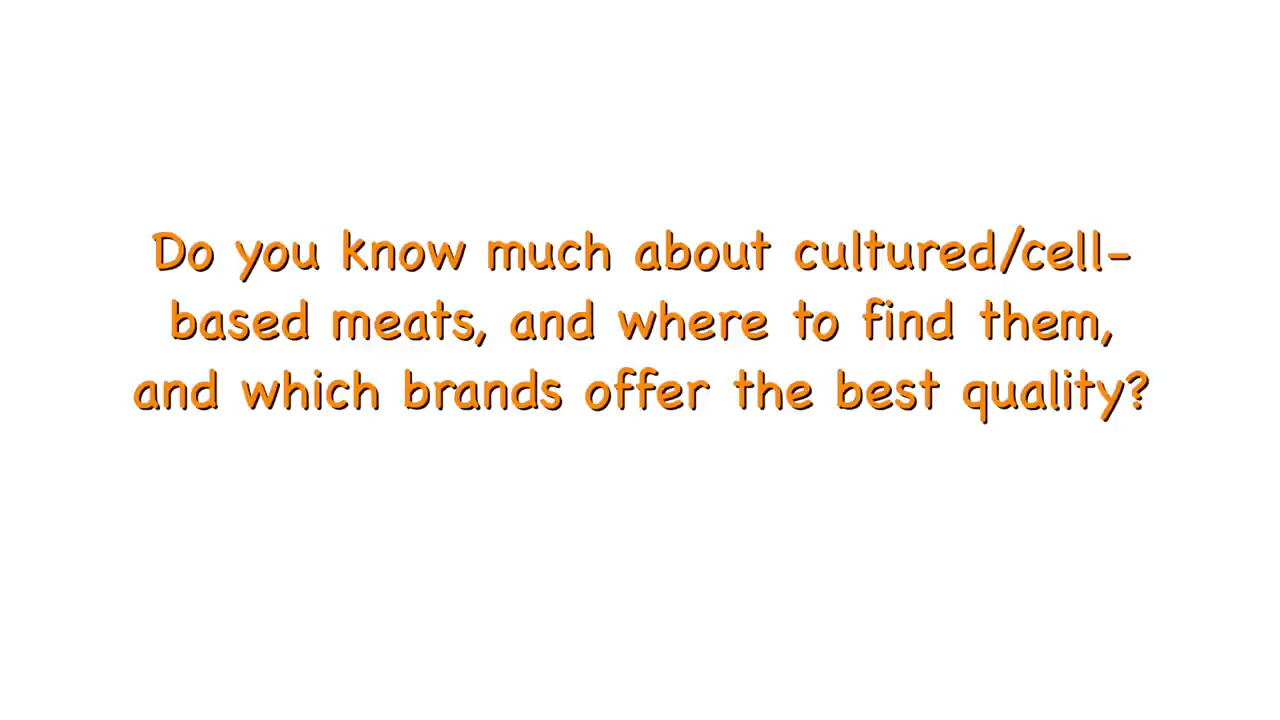 Do you know much about cultured/cell-
based meats, and where to find them,
and which brands offer the best quality?